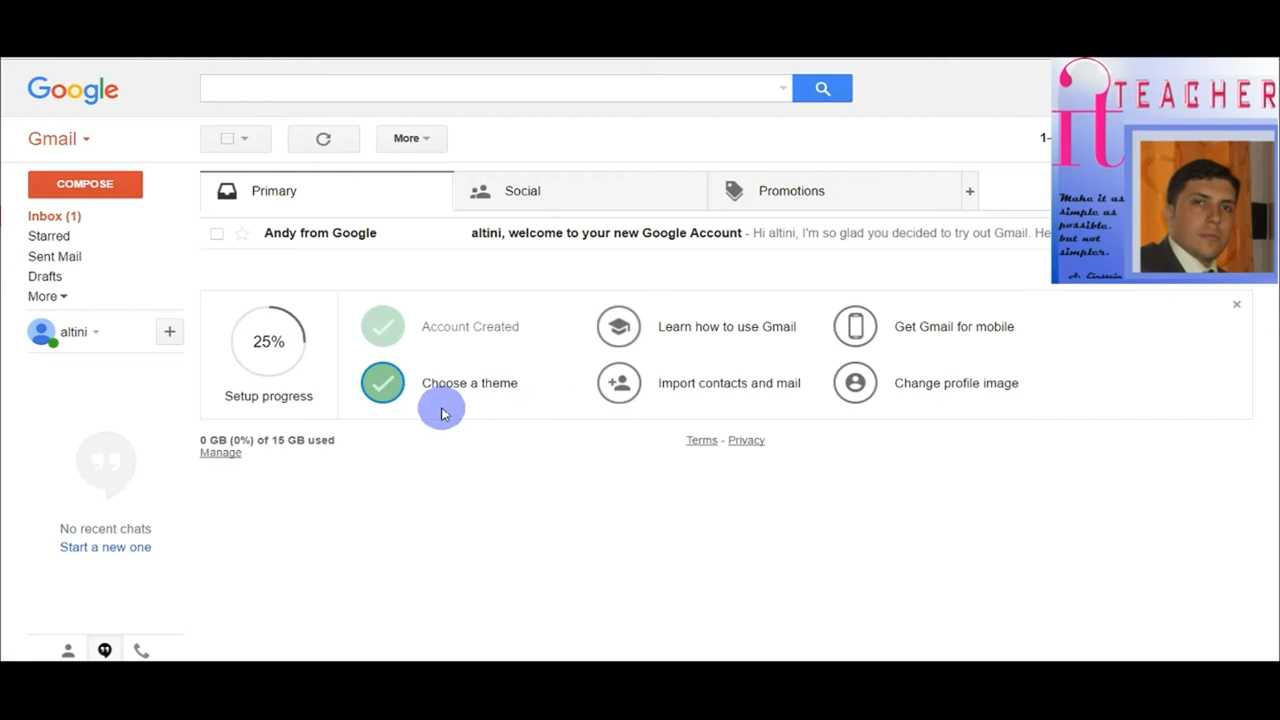 Google
Gmail
More
1-
COMPOSE
Primary
Social
Promotions
+
Inbox (1)
Starred
Sent Mail
Drafts
More
Andy from Google altini, welcome to your new Google Account - Hi altini, I'm so glad you decided to try out Gmail. He
altini
+
25%
Setup progress
Account Created
Learn how to use Gmail
Get Gmail for mobile
Choose a theme
Import contacts and mail
Change profile image
0 GB (0%) of 15 GB used
Manage
Terms - Privacy
No recent chats
Start a new one
it TEACHER
Make it as
simple as
possible,
but not
simpler.
A. Einstein